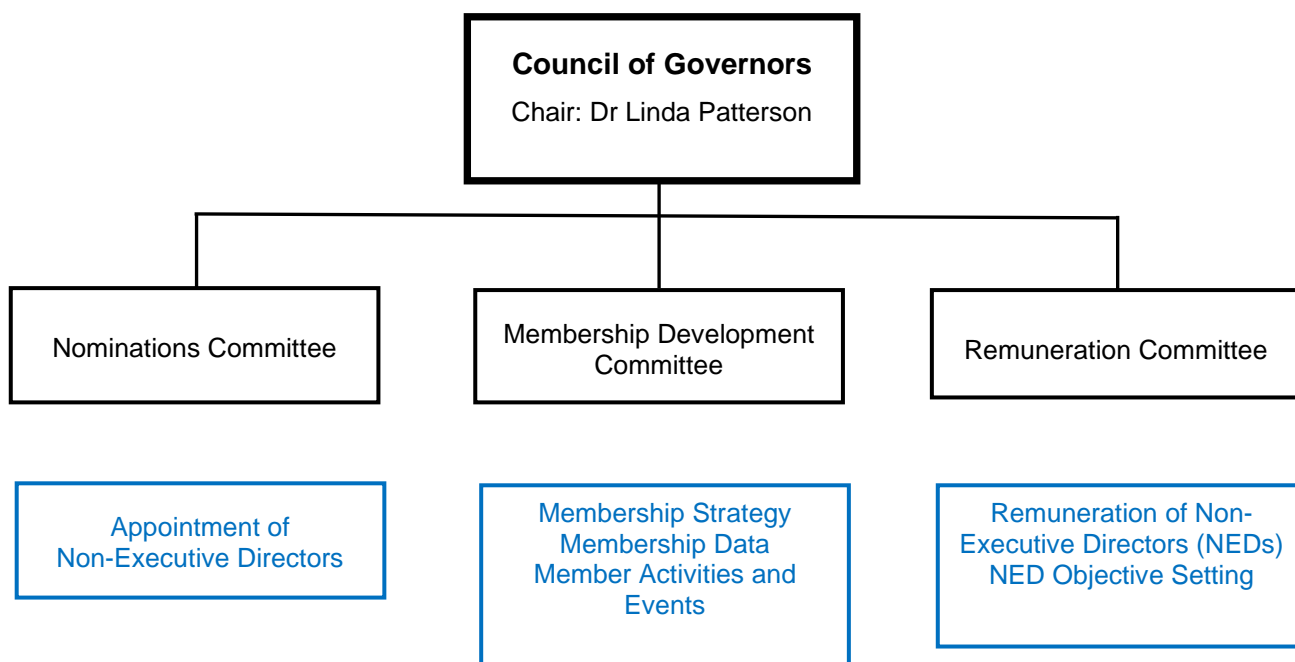 Council of Governors
Chair: Dr Linda Patterson
Nominations Committee
Membership Development
Committee
Remuneration Committee
Appointment of
Non-Executive Directors
Membership Strategy
Membership Data
Member Activities and
Events
Remuneration of Non-
Executive Directors (NEDs)
NED Objective Setting